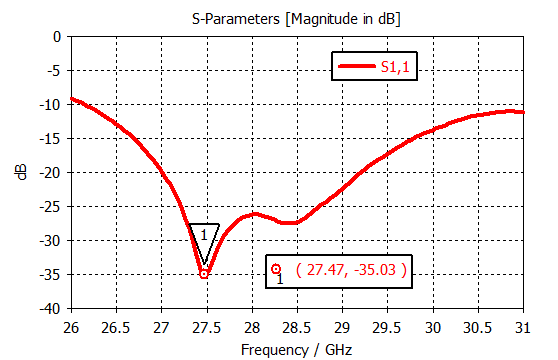 S-Parameters [Magnitude in dB]
0
-5
-10
-15
-20
-25
-30
-35
-40
dB
S1,1
1
1 ( 27.47, -35.03 )
26 26.5 27 27.5 28 28.5 29 29.5 30 30.5 31
Frequency / GHz